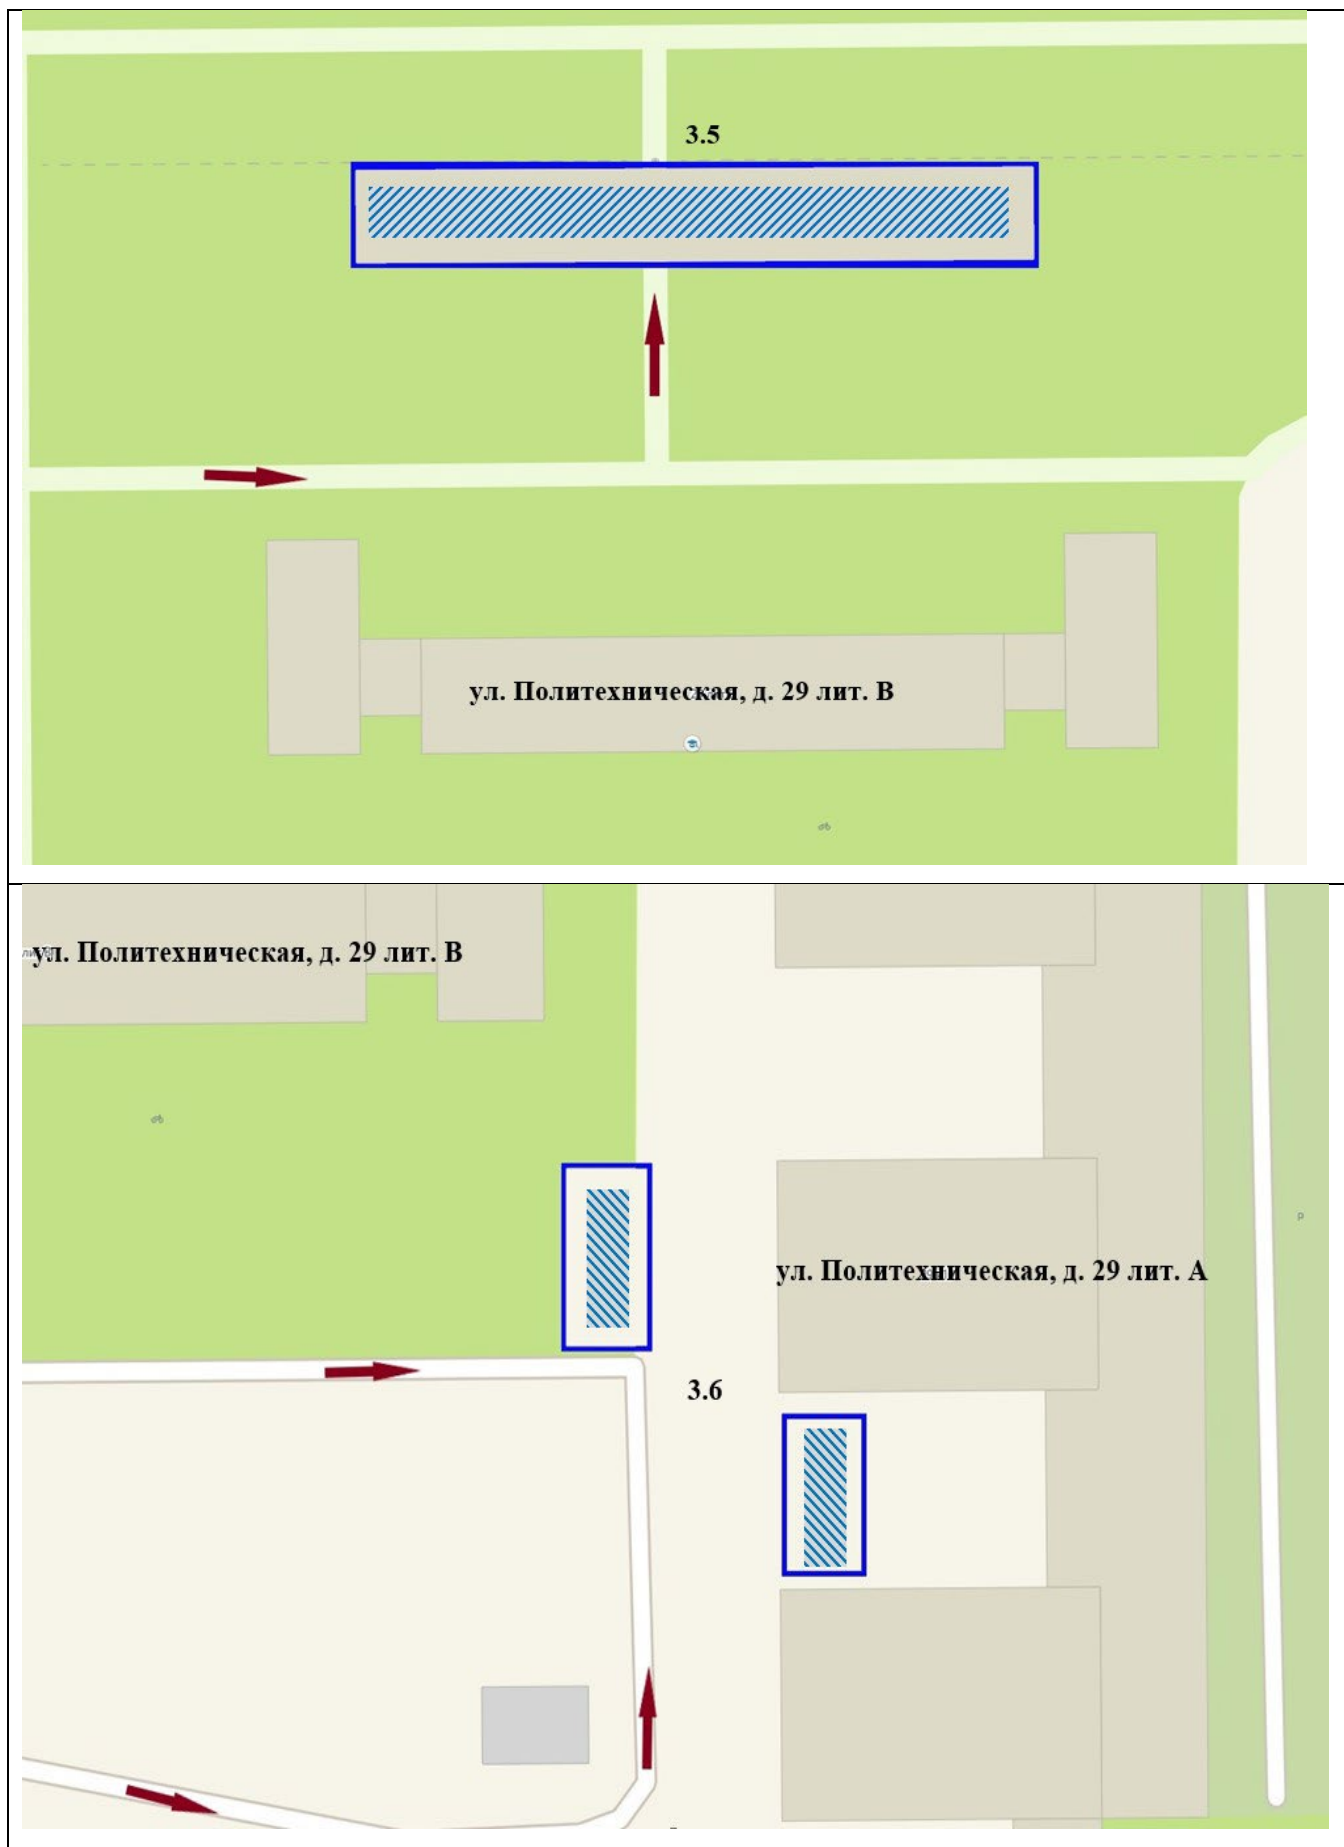 3.5
ул. Политехническая, д. 29 лит. В
ул. Политехническая, д. 29 лит. В
ул. Политехническая, д. 29 лит. А
3.6